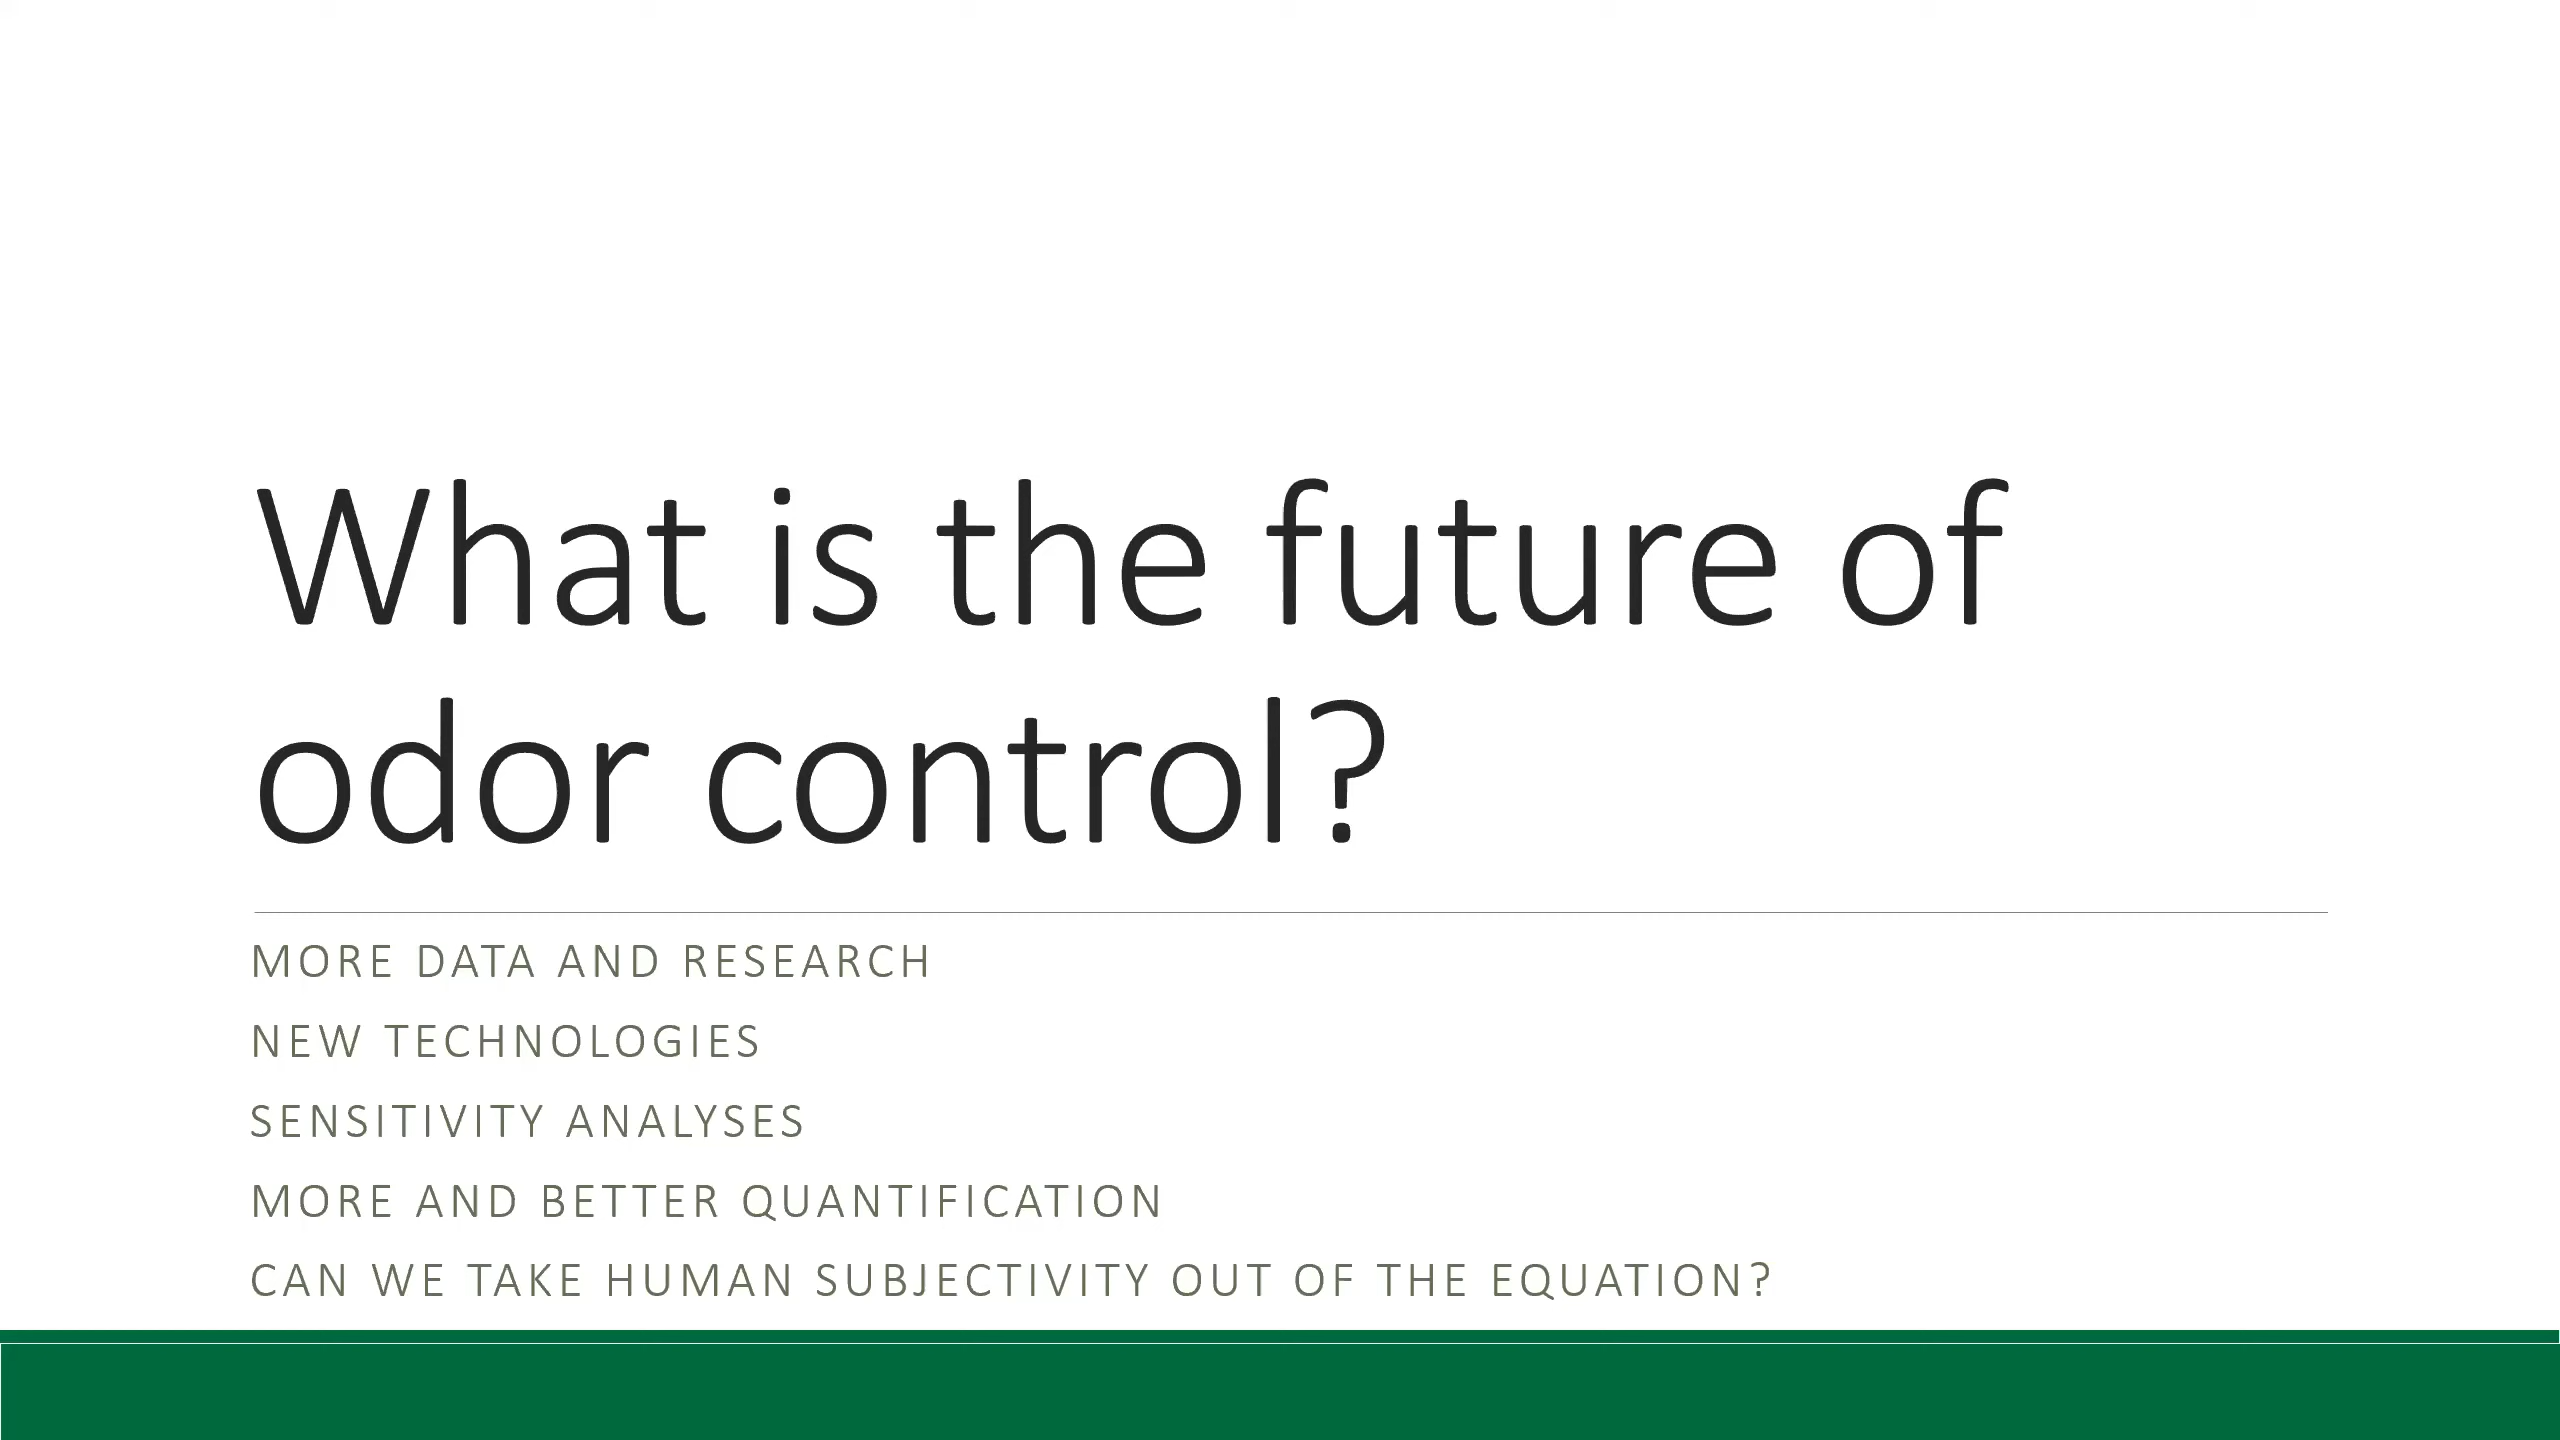 What is the future of
odor control?
MORE DATA AND RESEARCH
NEW TECHNOLOGIES
SENSITIVITY ANALYSES
MORE AND BETTER QUANTIFICATION
CAN WE TAKE HUMAN SUBJECTIVITY OUT OF THE EQUATION?